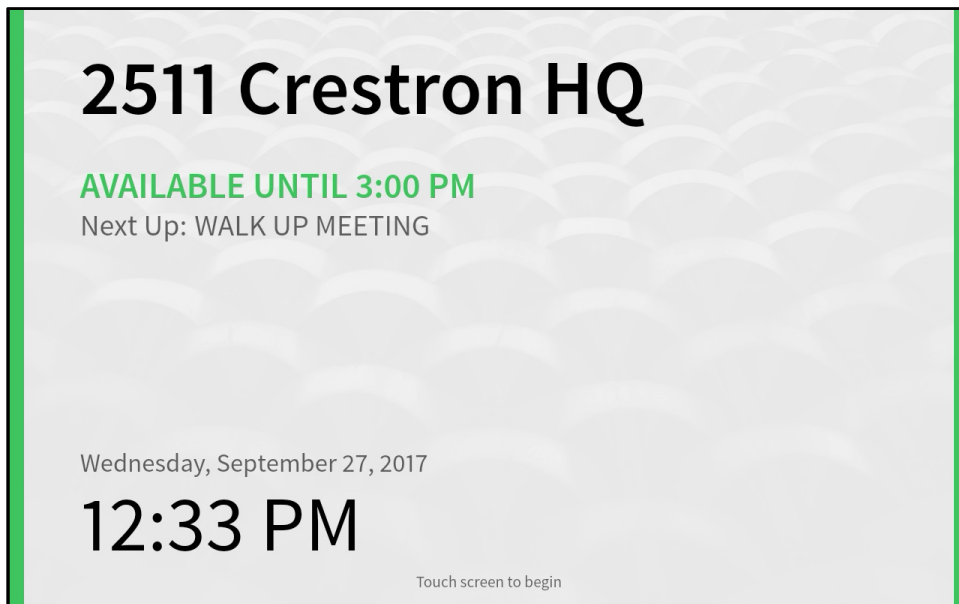 2511 Crestron HQ
AVAILABLE UNTIL 3:00 PM
Next Up: WALK UP MEETING
Wednesday, September 27, 2017
12:33 PM
Touch screen to begin